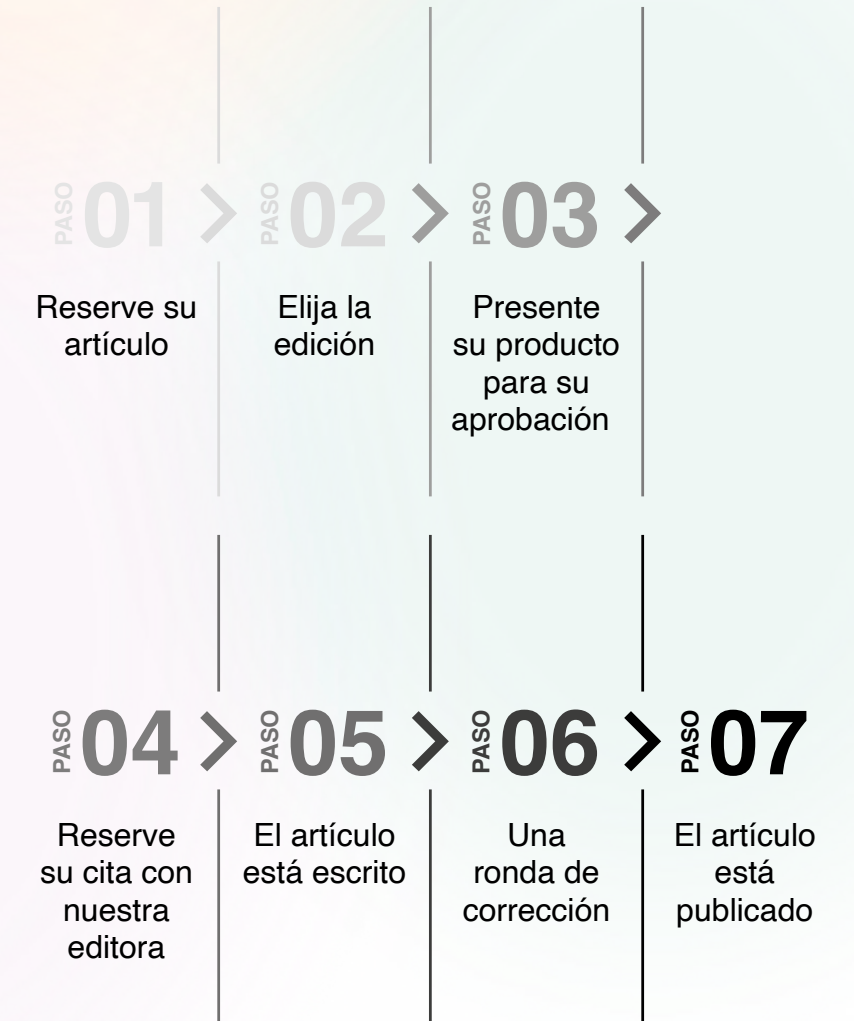 PASO 01
Reserve su
artículo
PASO 02
Elija la
edición
PASO 03
Presente
su producto
para su
aprobación
PASO 04
Reserve
su cita con
nuestra
editora
PASO 05
El artículo
está escrito
PASO 06
Una
ronda de
corrección
PASO 07
El artículo
está
publicado